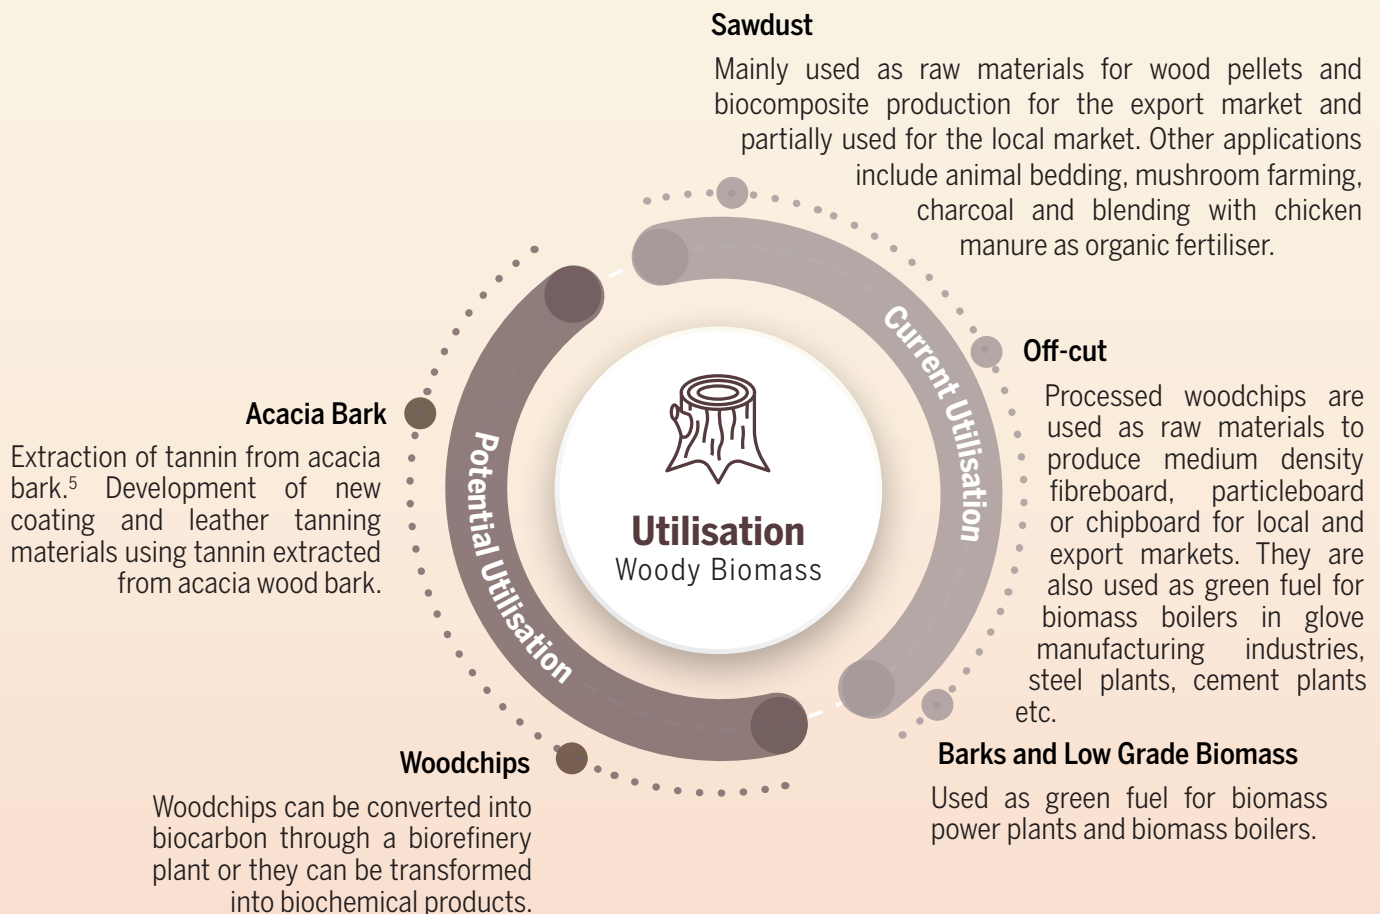 Sawdust
Mainly used as raw materials for wood pellets and
biocomposite production for the export market and
partially used for the local market. Other applications
include animal bedding, mushroom farming,
charcoal and blending with chicken
manure as organic fertiliser.
Current Utilisation
Off-cut
Processed woodchips are
used as raw materials to
produce medium density
fibreboard, particleboard
or chipboard for local and
export markets. They are
also used as green fuel for
biomass boilers in glove
manufacturing industries,
steel plants, cement plants
etc.
Barks and Low Grade Biomass
Used as green fuel for biomass
power plants and biomass boilers.
Utilisation
Woody Biomass
Potential Utilisation
Acacia Bark
Extraction of tannin from acacia
bark.⁵ Development of new
coating and leather tanning
materials using tannin extracted
from acacia wood bark.
Woodchips
Woodchips can be converted into
biocarbon through a biorefinery
plant or they can be transformed
into biochemical products.